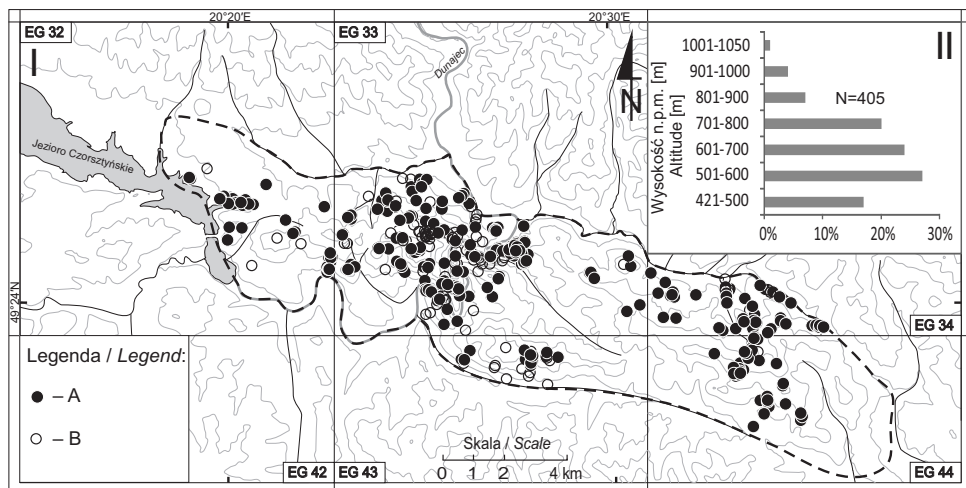 20°20'E
20°30'E
EG 32
EG 33
I
II
Dunajec
N
Jezioro Czorsztyńskie
49°24'N
Wysokość n.p.m. [m]
Altitude [m]
1001-1050
901-1000
801-900
701-800
601-700
501-600
421-500
N=405
0% 10% 20% 30%
EG 34
Legenda / Legend:
– A
– B
Skala / Scale
0 1 2 4 km
EG 42
EG 43
EG 44